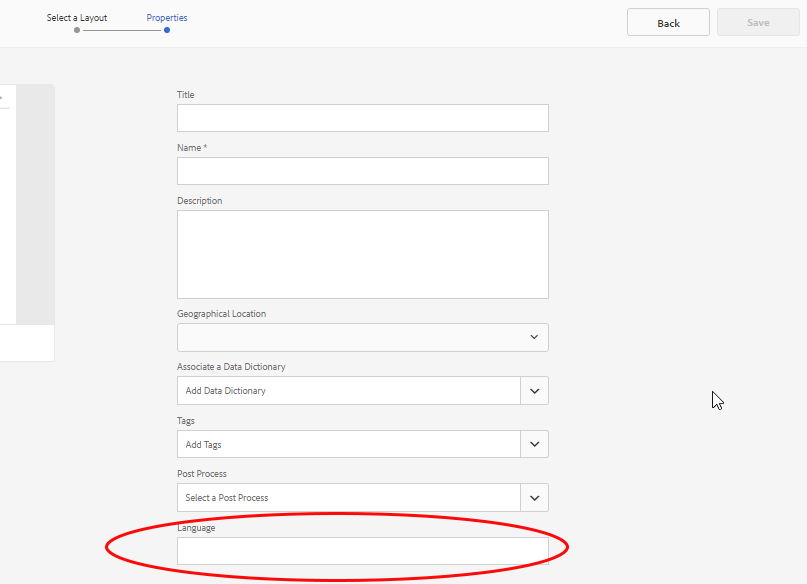 Select a Layout Properties
Back Save
Title
Name *
Description
Geographical Location
Associate a Data Dictionary
Add Data Dictionary
Tags
Add Tags
Post Process
Select a Post Process
Language